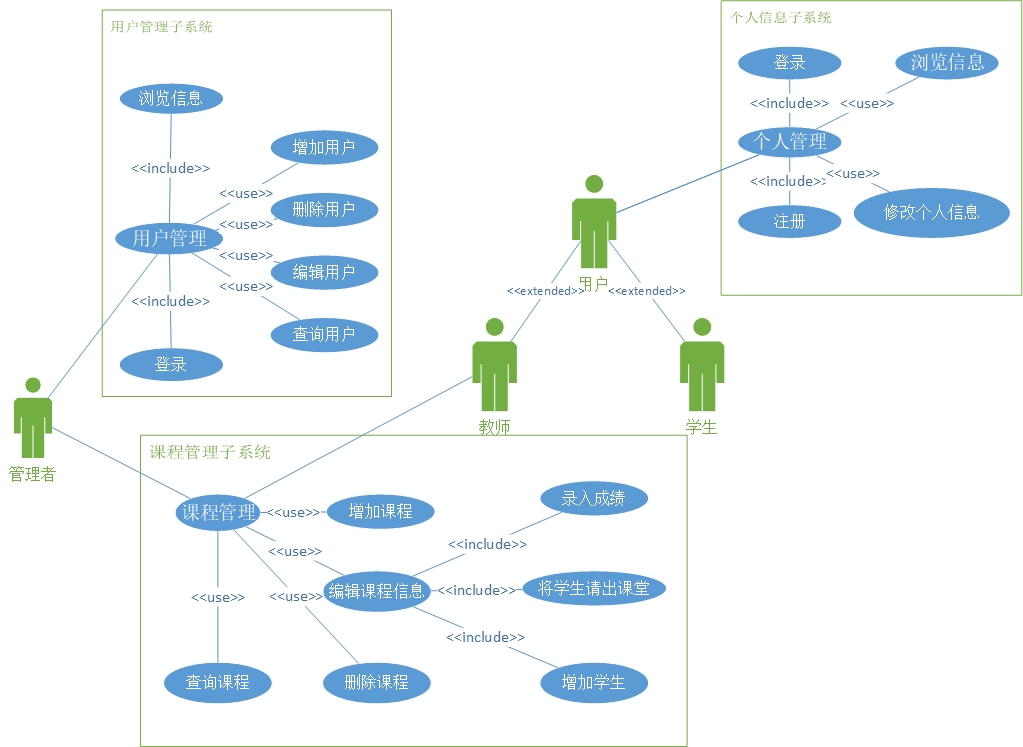 用户管理子系统
浏览信息
<<include>>
增加用户
<<use>>
删除用户
<<use>>
用户管理
<<use>>
编辑用户
<<use>>
<<include>>
查询用户
登录
个人信息子系统
登录
浏览信息
<<include>>
<<use>>
个人管理
<<include>>
<<use>>
注册
修改个人信息
用户
<<extended>>
<<extended>>
教师
学生
管理者
课程管理子系统
课程管理
<<use>>
增加课程
录入成绩
<<use>>
<<include>>
编辑课程信息
<<include>>
将学生请出课堂
<<use>>
<<use>>
<<include>>
查询课程
删除课程
增加学生